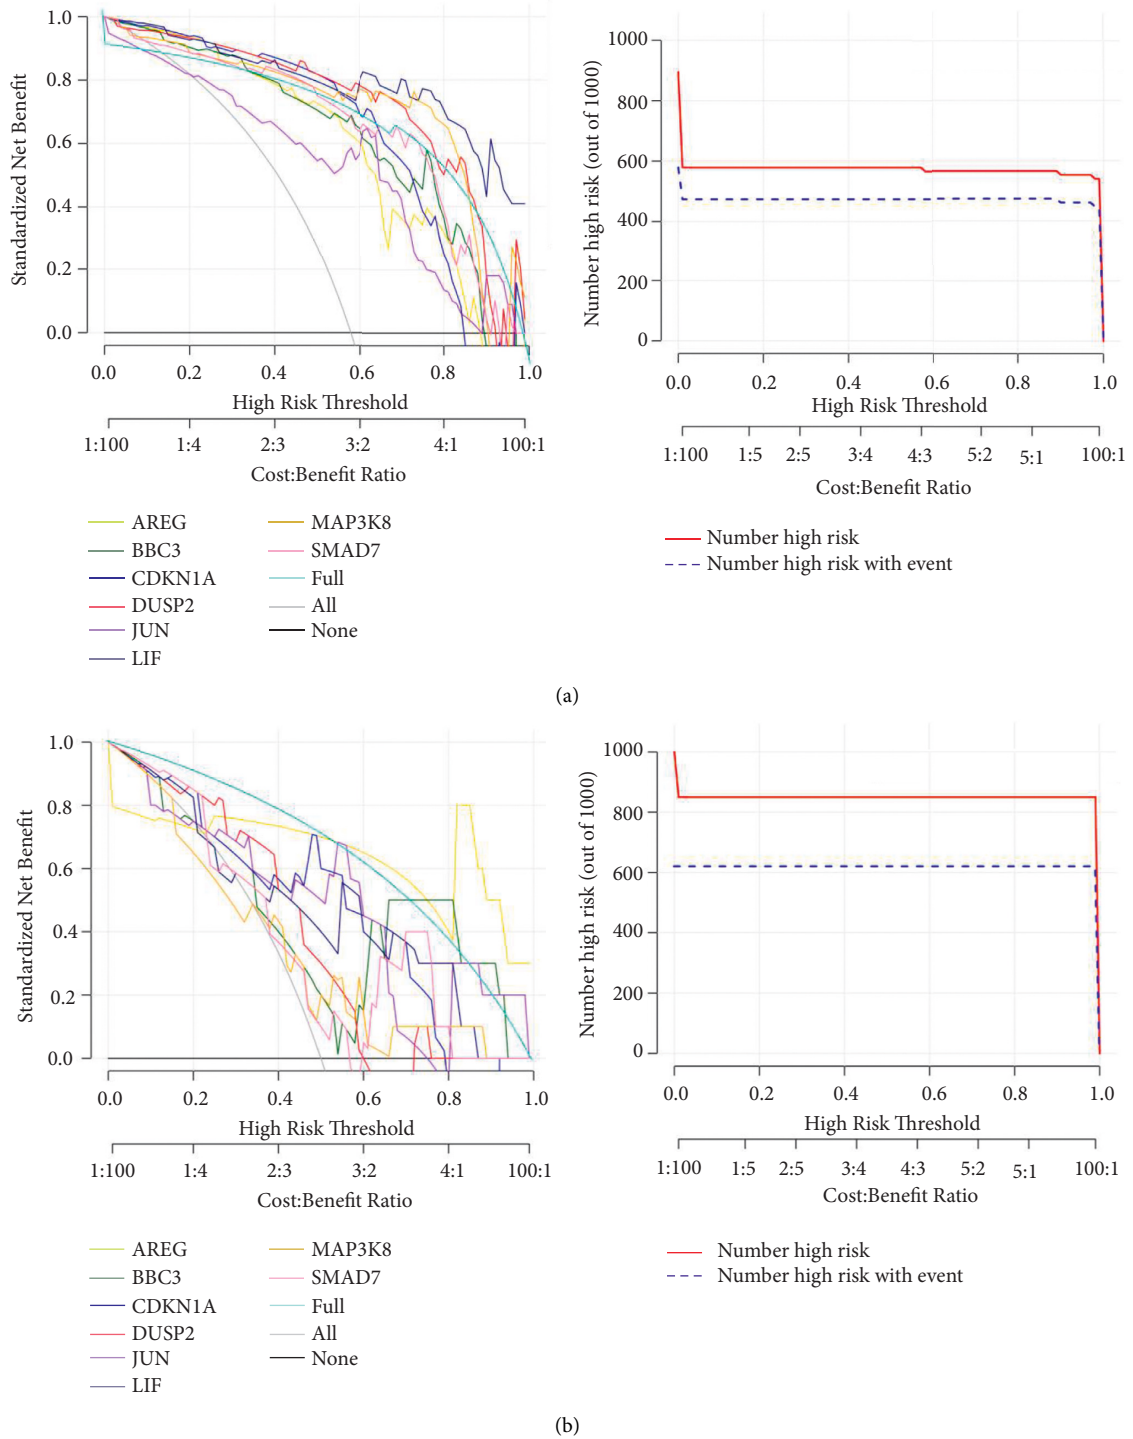 1.0
0.8
0.6
0.4
0.2
0.0
Standardized Net Benefit
0.0 0.2 0.4 0.6 0.8 1.0
High Risk Threshold
1:100 1:4 2:3 3:2 4:1 100:1
Cost:Benefit Ratio
AREG
BBC3
CDKN1A
DUSP2
JUN
LIF
MAP3K8
SMAD7
Full
All
None
1000
800
600
400
200
0
Number high risk (out of 1000)
0.0 0.2 0.4 0.6 0.8 1.0
High Risk Threshold
1:100 1:5 2:5 3:4 4:3 5:2 5:1 100:1
Cost:Benefit Ratio
Number high risk
Number high risk with event
(a)
1.0
0.8
0.6
0.4
0.2
0.0
Standardized Net Benefit
0.0 0.2 0.4 0.6 0.8 1.0
High Risk Threshold
1:100 1:4 2:3 3:2 4:1 100:1
Cost:Benefit Ratio
AREG
BBC3
CDKN1A
DUSP2
JUN
LIF
MAP3K8
SMAD7
Full
All
None
1000
800
600
400
200
0
Number high risk (out of 1000)
0.0 0.2 0.4 0.6 0.8 1.0
High Risk Threshold
1:100 1:5 2:5 3:4 4:3 5:2 5:1 100:1
Cost:Benefit Ratio
Number high risk
Number high risk with event
(b)